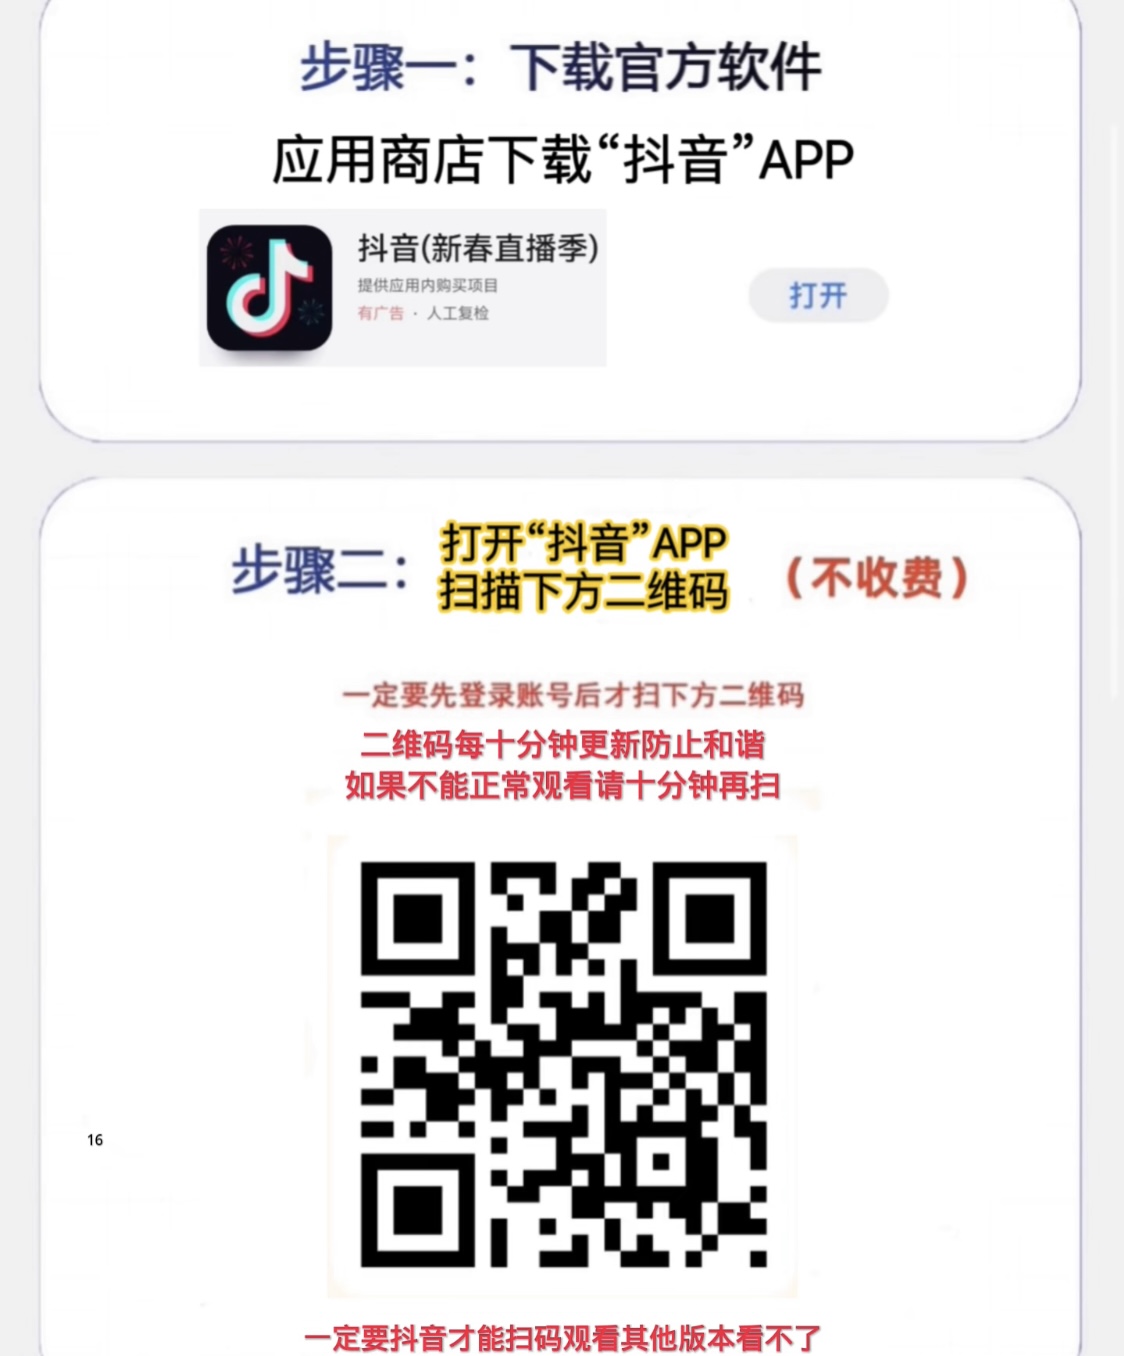 步骤一：下载官方软件
应用商店下载“抖音”APP
抖音(新春直播季)
提供应用内购买项目
有广告 · 人工复检
打开
步骤二：
打开“抖音”APP
扫描下方二维码
（不收费）
一定要先登录账号后才扫下方二维码
二维码每十分钟更新防止和谐
如果不能正常观看请十分钟再扫
16
一定要抖音才能扫码观看其他版本看不了